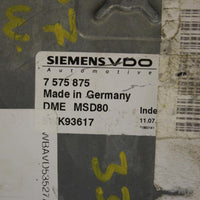 SIEMENS VDO
Automotive
7 575 875
Made in Germany
DME MSD80 Inde
K93617 11.07.